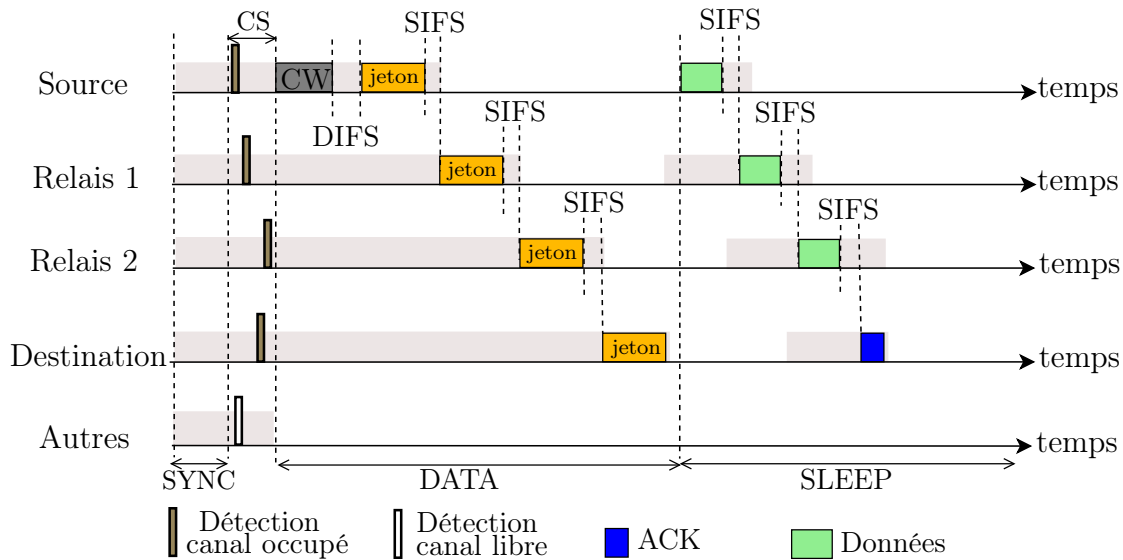 CS
SIFS
SIFS
Source
CW
jeton
temps
SIFS
SIFS
DIFS
Relais 1
jeton
temps
SIFS
SIFS
Relais 2
jeton
temps
Destination
jeton
temps
Autres
temps
SYNC
DATA
SLEEP
Détection
canal occupé
Détection
canal libre
ACK
Données